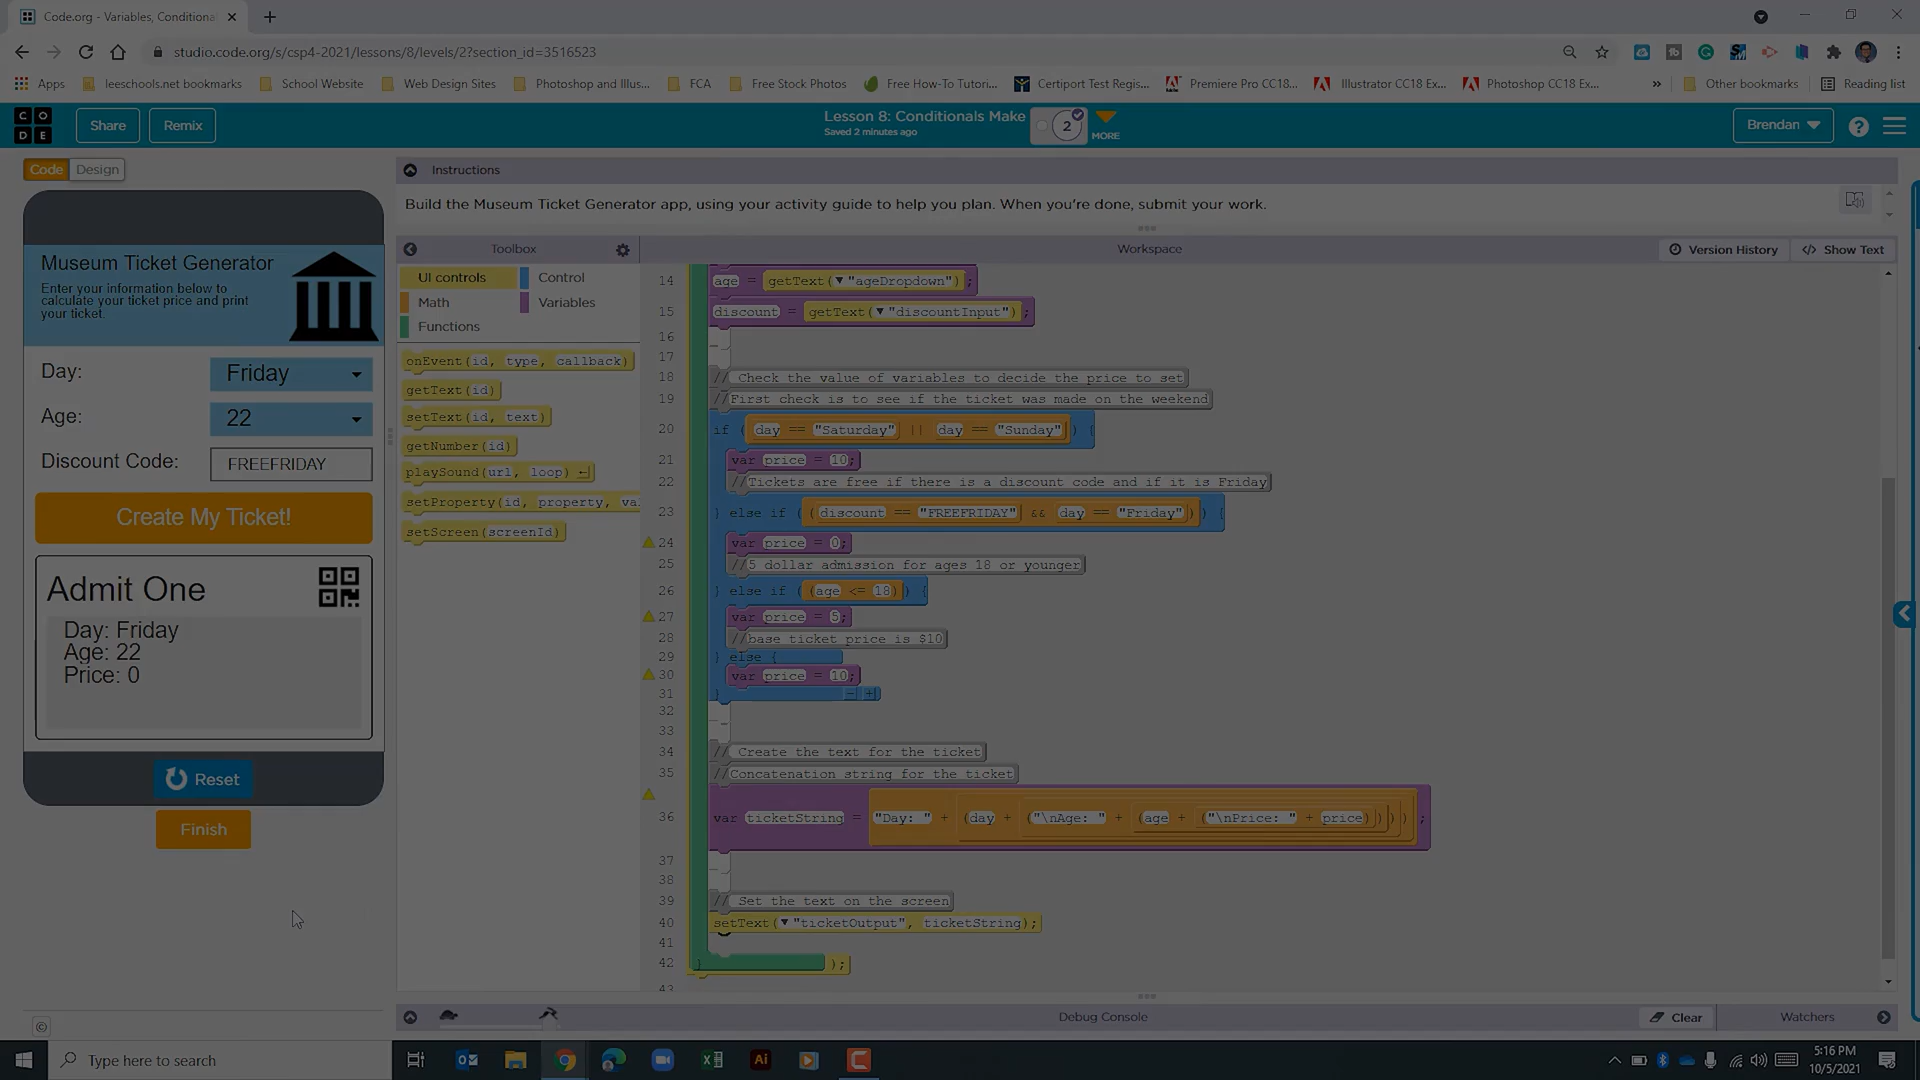 Code.org - Variables, Conditiona
studio.code.org/s/csp4-2021/lessons/8/levels/2?section_id=3516523
Apps
leeschools.net bookmarks
School Website
Web Design Sites
Photoshop and Illus...
FCA
Free Stock Photos
Free How-To Tutori...
Certiport Test Regis...
Premiere Pro CC18...
Illustrator CC18 Ex...
Photoshop CC18 Ex...
»
Other bookmarks
Reading list
C O
D E
Share
Remix
Lesson 8: Conditionals Make
Saved 2 minutes ago
2
MORE
Brendan
?
Code
Design
Instructions
Build the Museum Ticket Generator app, using your activity guide to help you plan. When you're done, submit your work.
Toolbox
Workspace
Version History
</> Show Text
Museum Ticket Generator
Enter your information below to
calculate your ticket price and print
your ticket.
Day:
Friday
Age:
22
Discount Code:
FREEFRIDAY
Create My Ticket!
Admit One
Day: Friday
Age: 22
Price: 0
Reset
Finish
UI controls
Control
Math
Variables
Functions
onEvent(id, type, callback)
getText(id)
setText(id, text)
getNumber(id)
playSound(url, loop)
setProperty(id, property, val
setScreen(screenId)
14 age = getText("ageDropdown");
15 discount = getText("discountInput");
16
17
18 // Check the value of variables to decide the price to set
19 //First check is to see if the ticket was made on the weekend
20 if (day == "Saturday" || day == "Sunday") {
21 var price = 10;
22 //Tickets are free if there is a discount code and if it is Friday
23 } else if ((discount == "FREEFRIDAY" && day == "Friday")) {
24 var price = 0;
25 //5 dollar admission for ages 18 or younger
26 } else if ((age <= 18)) {
27 var price = 5;
28 //base ticket price is $10
29 } else {
30 var price = 10;
31 } - +
32
33
34 // Create the text for the ticket
35 //Concatenation string for the ticket
36 var ticketString = "Day: " + (day + ("\nAge: " + (age + ("\nPrice: " + price))));
37
38
39 // Set the text on the screen
40 setText("ticketOutput", ticketString);
41
42 });
43
Debug Console
Clear
Watchers
©
Type here to search
Ai
5:16 PM
10/5/2021